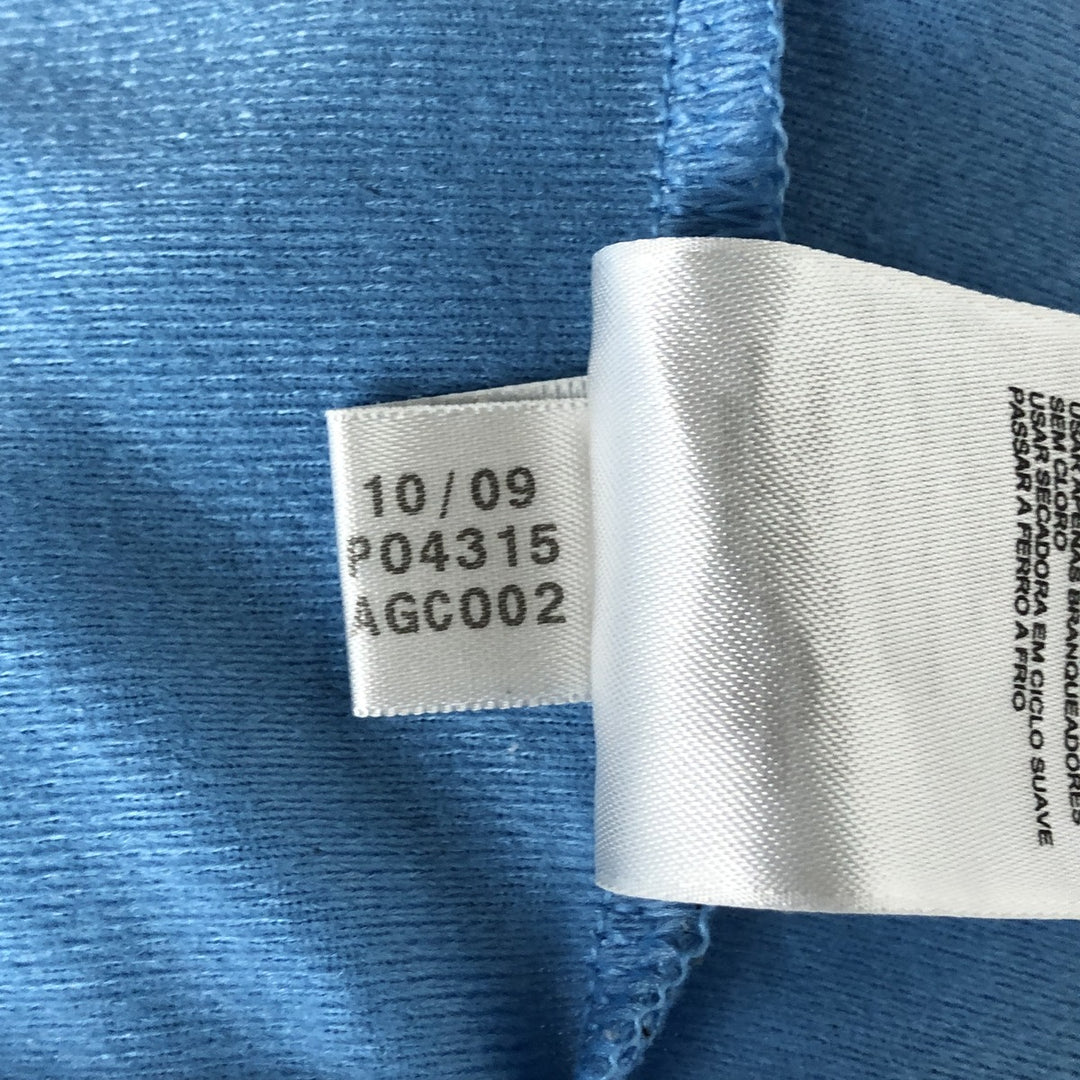 10/09
P04315
AGC002
USAR APENAS BRANQUEADORES
SEM CLORO
USAR SECADORA EM CICLO SUAVE
PASSAR A FERRO A FRIO